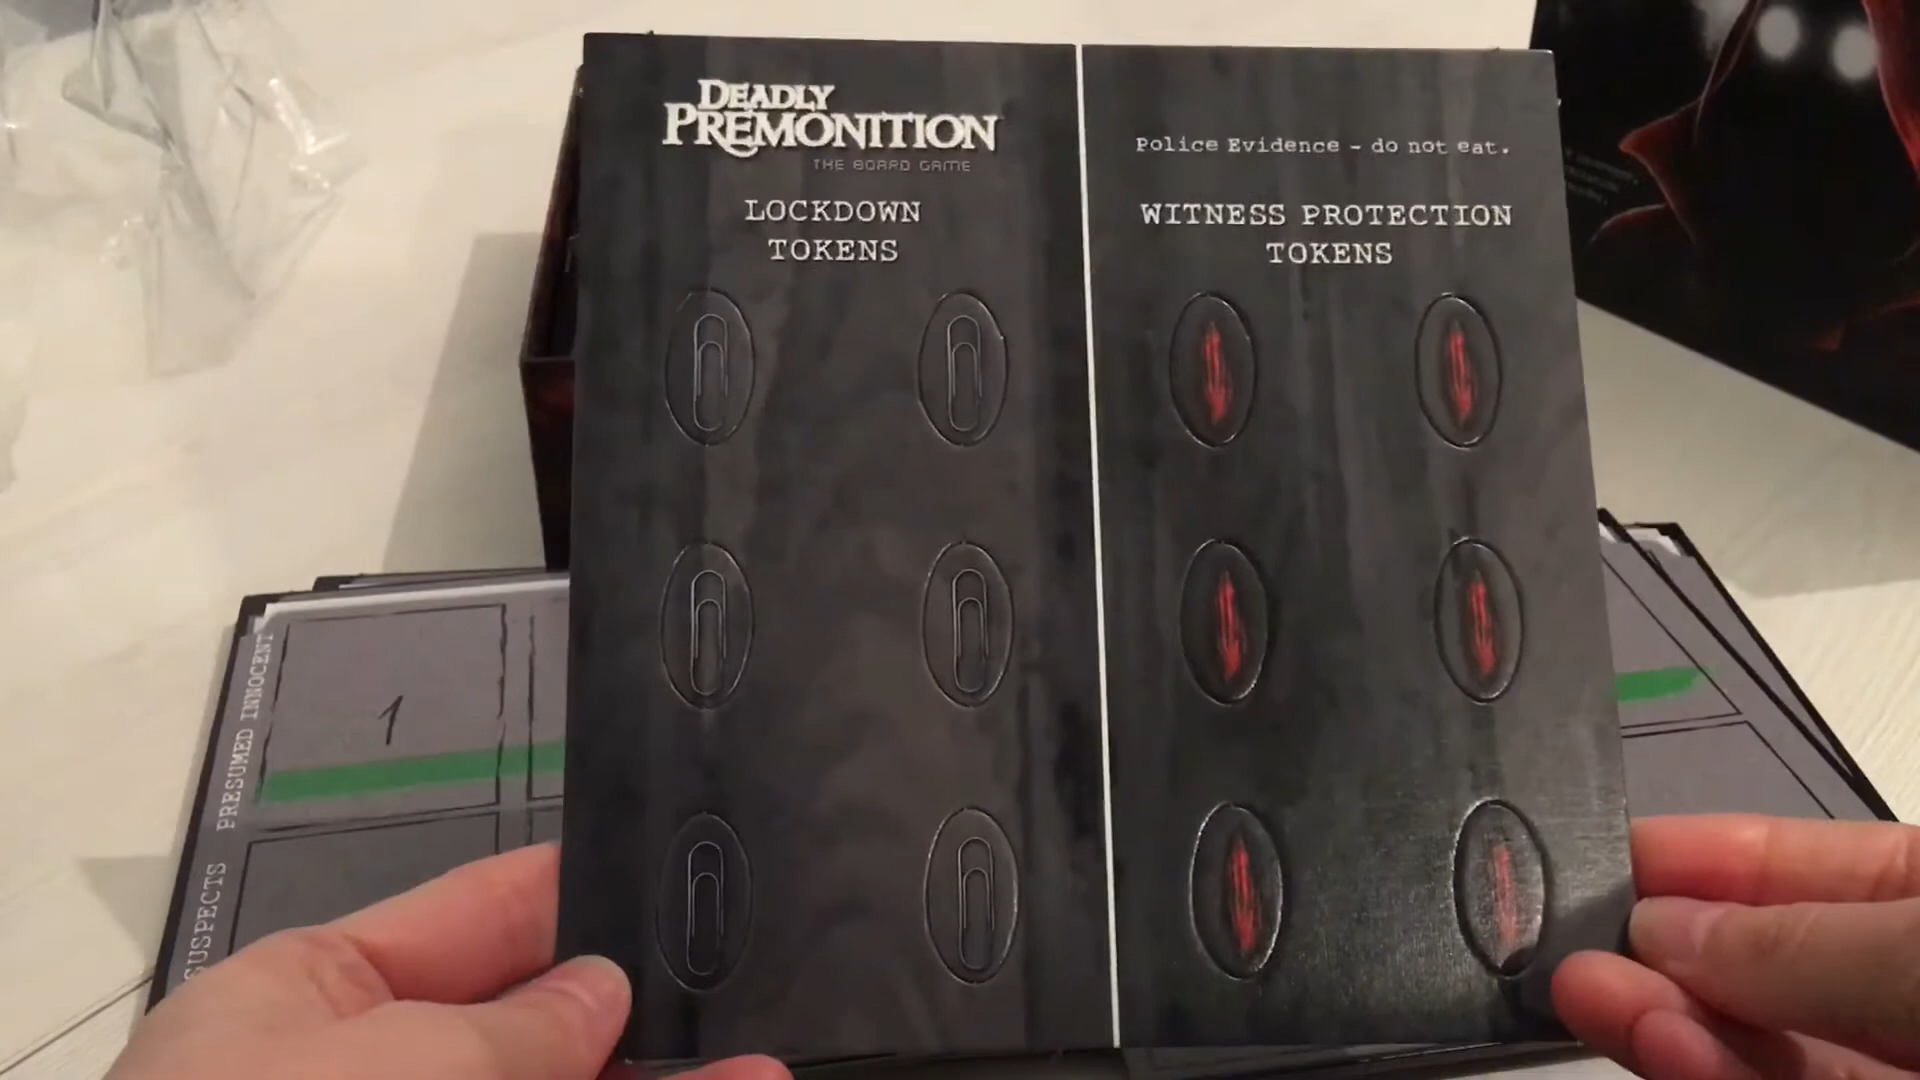 DEADLY
PREMONITION
THE BOARD GAME
LOCKDOWN
TOKENS
Police Evidence - do not eat.
WITNESS PROTECTION
TOKENS
1
PRESUMED INNOCENT
SUSPECTS